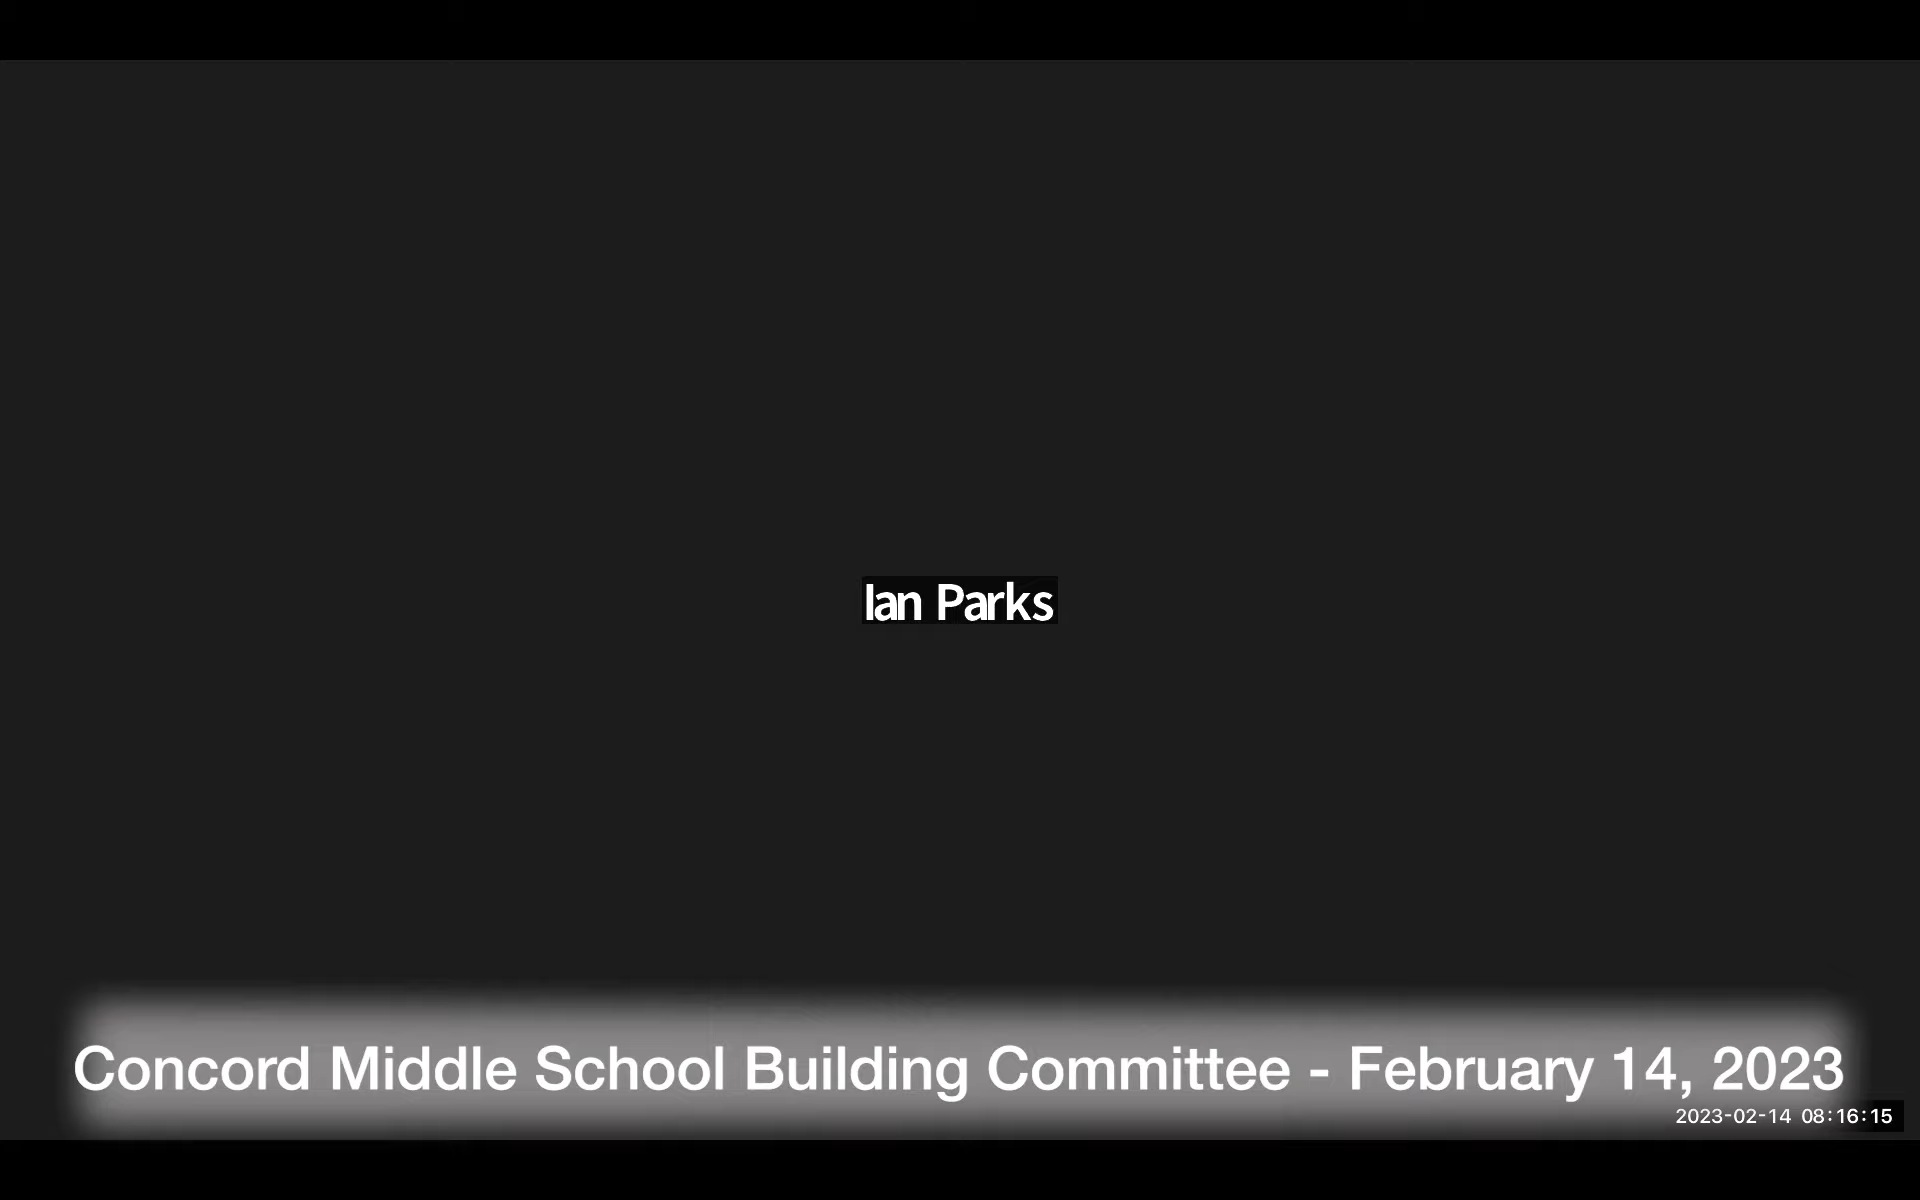 Ian Parks
Concord Middle School Building Committee - February 14, 2023
2023-02-14 08:16:15